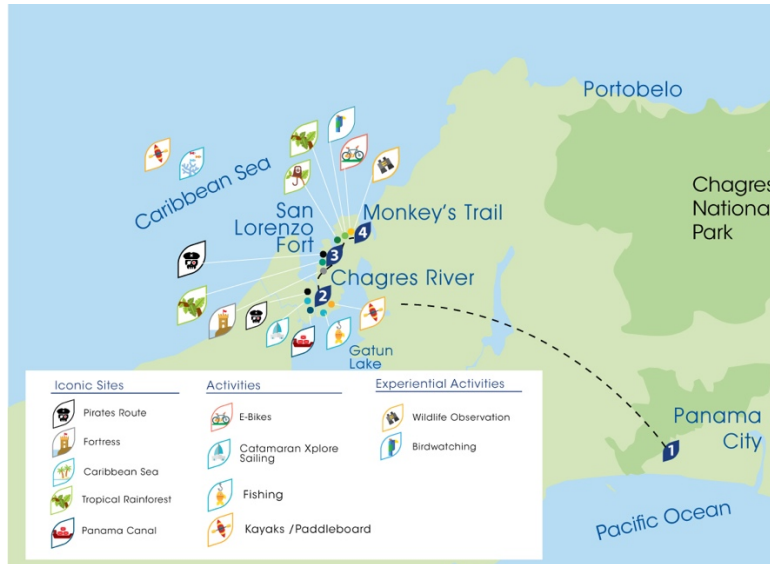 Portobelo
Chagres
National
Park
Caribbean Sea
San
Lorenzo
Fort
Monkey's Trail
4
3
Chagres River
2
Gatun
Lake
Panama
City
1
Pacific Ocean
Iconic Sites
Pirates Route
Fortress
Caribbean Sea
Tropical Rainforest
Panama Canal
Activities
E-Bikes
Catamaran Xplore
Sailing
Fishing
Kayaks /Paddleboard
Experiential Activities
Wildlife Observation
Birdwatching